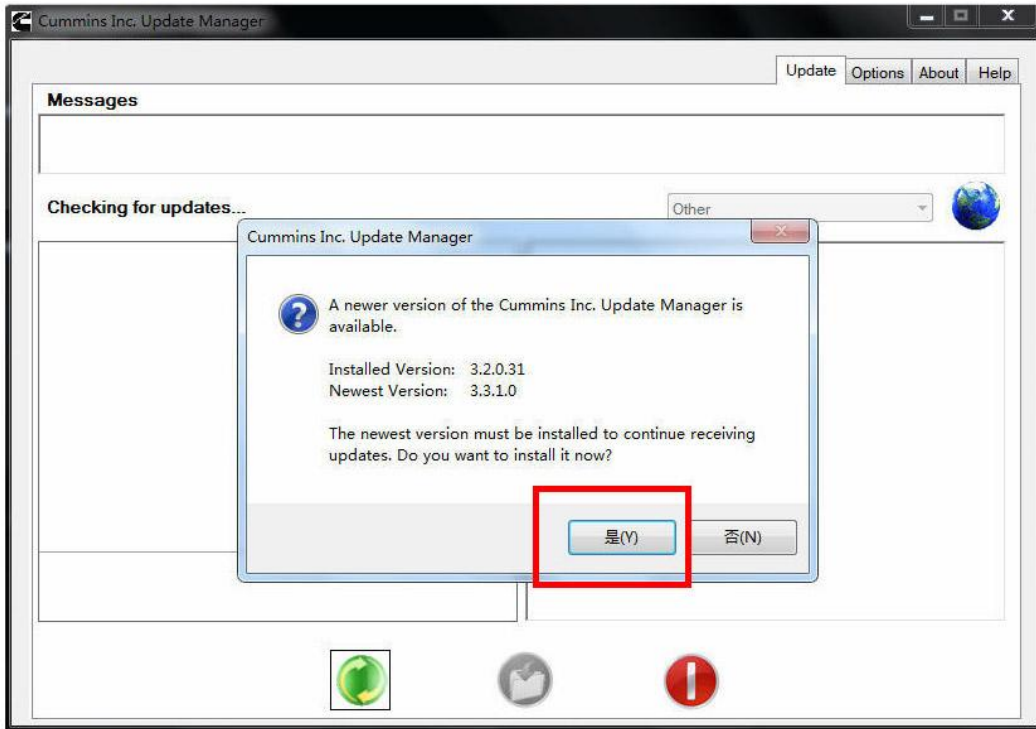 Cummins Inc. Update Manager
Update Options About Help
Messages
Checking for updates...
Other
Cummins Inc. Update Manager
A newer version of the Cummins Inc. Update Manager is
available.
Installed Version: 3.2.0.31
Newest Version: 3.3.1.0
The newest version must be installed to continue receiving
updates. Do you want to install it now?
是(Y) 否(N)